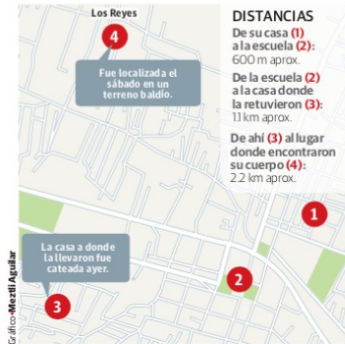 Los Reyes
4
Fue localizada el
sábado en un
terreno baldío.
DISTANCIAS
De su casa (1)
a la escuela (2):
600 m aprox.
De la escuela (2)
a la casa donde
la retuvieron (3):
1.1 km aprox.
De ahí (3) al lugar
donde encontraron
su cuerpo (4):
2.2 km aprox.
1
La casa a donde
la llevaron fue
cateada ayer.
2
3
Gráfico: Meztli Aguilar